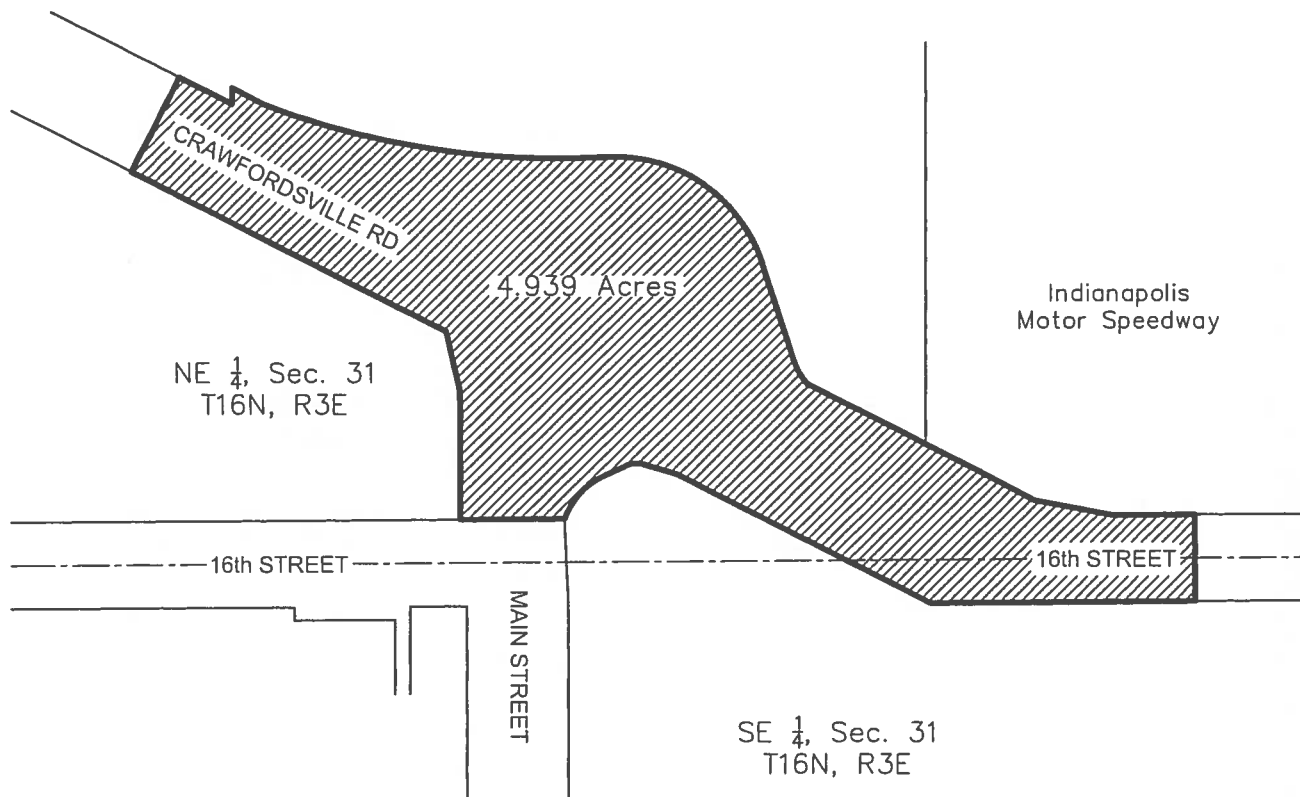 CRAWFORDSVILLE RD
4.939 Acres
Indianapolis
Motor Speedway
NE 1/4, Sec. 31
T16N, R3E
16th STREET
16th STREET
MAIN STREET
SE 1/4, Sec. 31
T16N, R3E